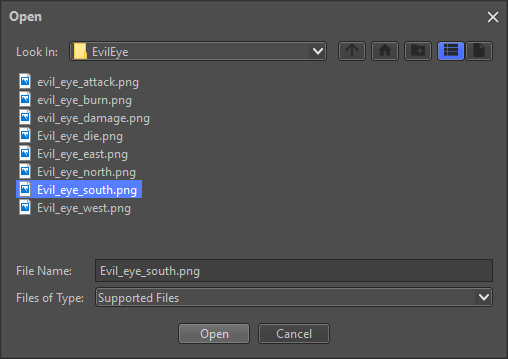 Open
Look In: EvilEye
evil_eye_attack.png
evil_eye_burn.png
evil_eye_damage.png
Evil_eye_die.png
Evil_eye_east.png
Evil_eye_north.png
Evil_eye_south.png
Evil_eye_west.png
File Name: Evil_eye_south.png
Files of Type: Supported Files
Open Cancel